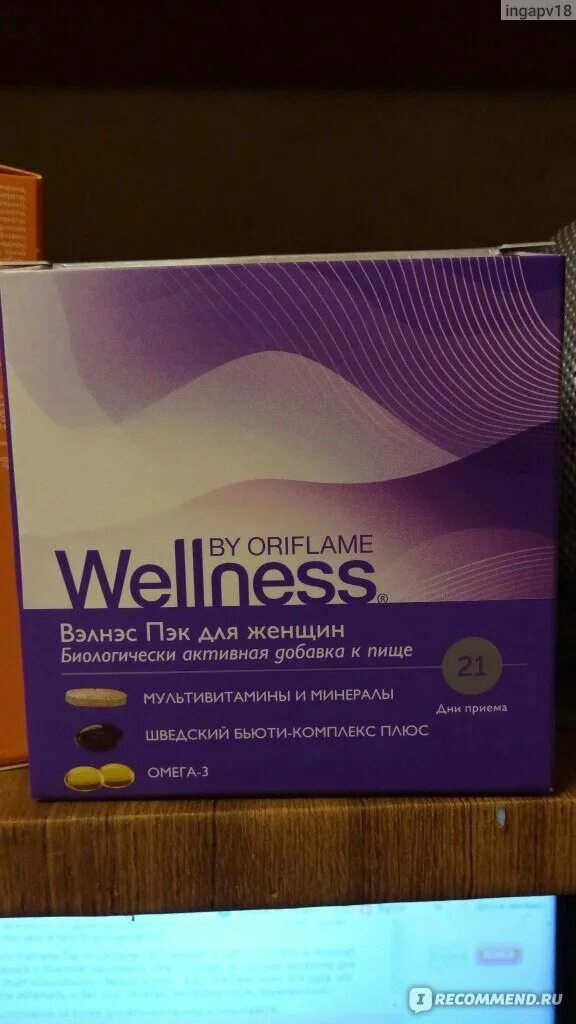 ingapv18
BY ORIFLAME
Wellness®
Вэлнэс Пэк для женщин
Биологически активная добавка к пище
21
Дни приема
МУЛЬТИВИТАМИНЫ И МИНЕРАЛЫ
ШВЕДСКИЙ БЬЮТИ-КОМПЛЕКС ПЛЮС
ОМЕГА-3
I RECOMMEND.RU